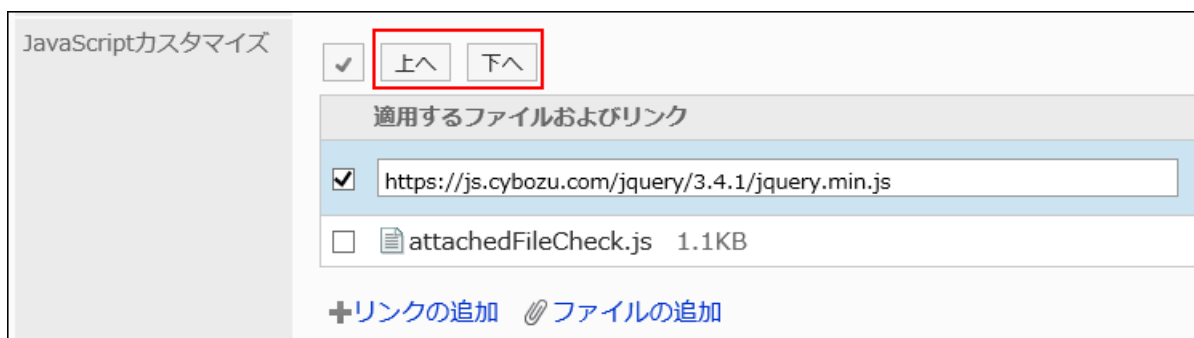 JavaScriptカスタマイズ
上へ 下へ
適用するファイルおよびリンク
https://js.cybozu.com/jquery/3.4.1/jquery.min.js
attachedFileCheck.js 1.1KB
リンクの追加 ファイルの追加